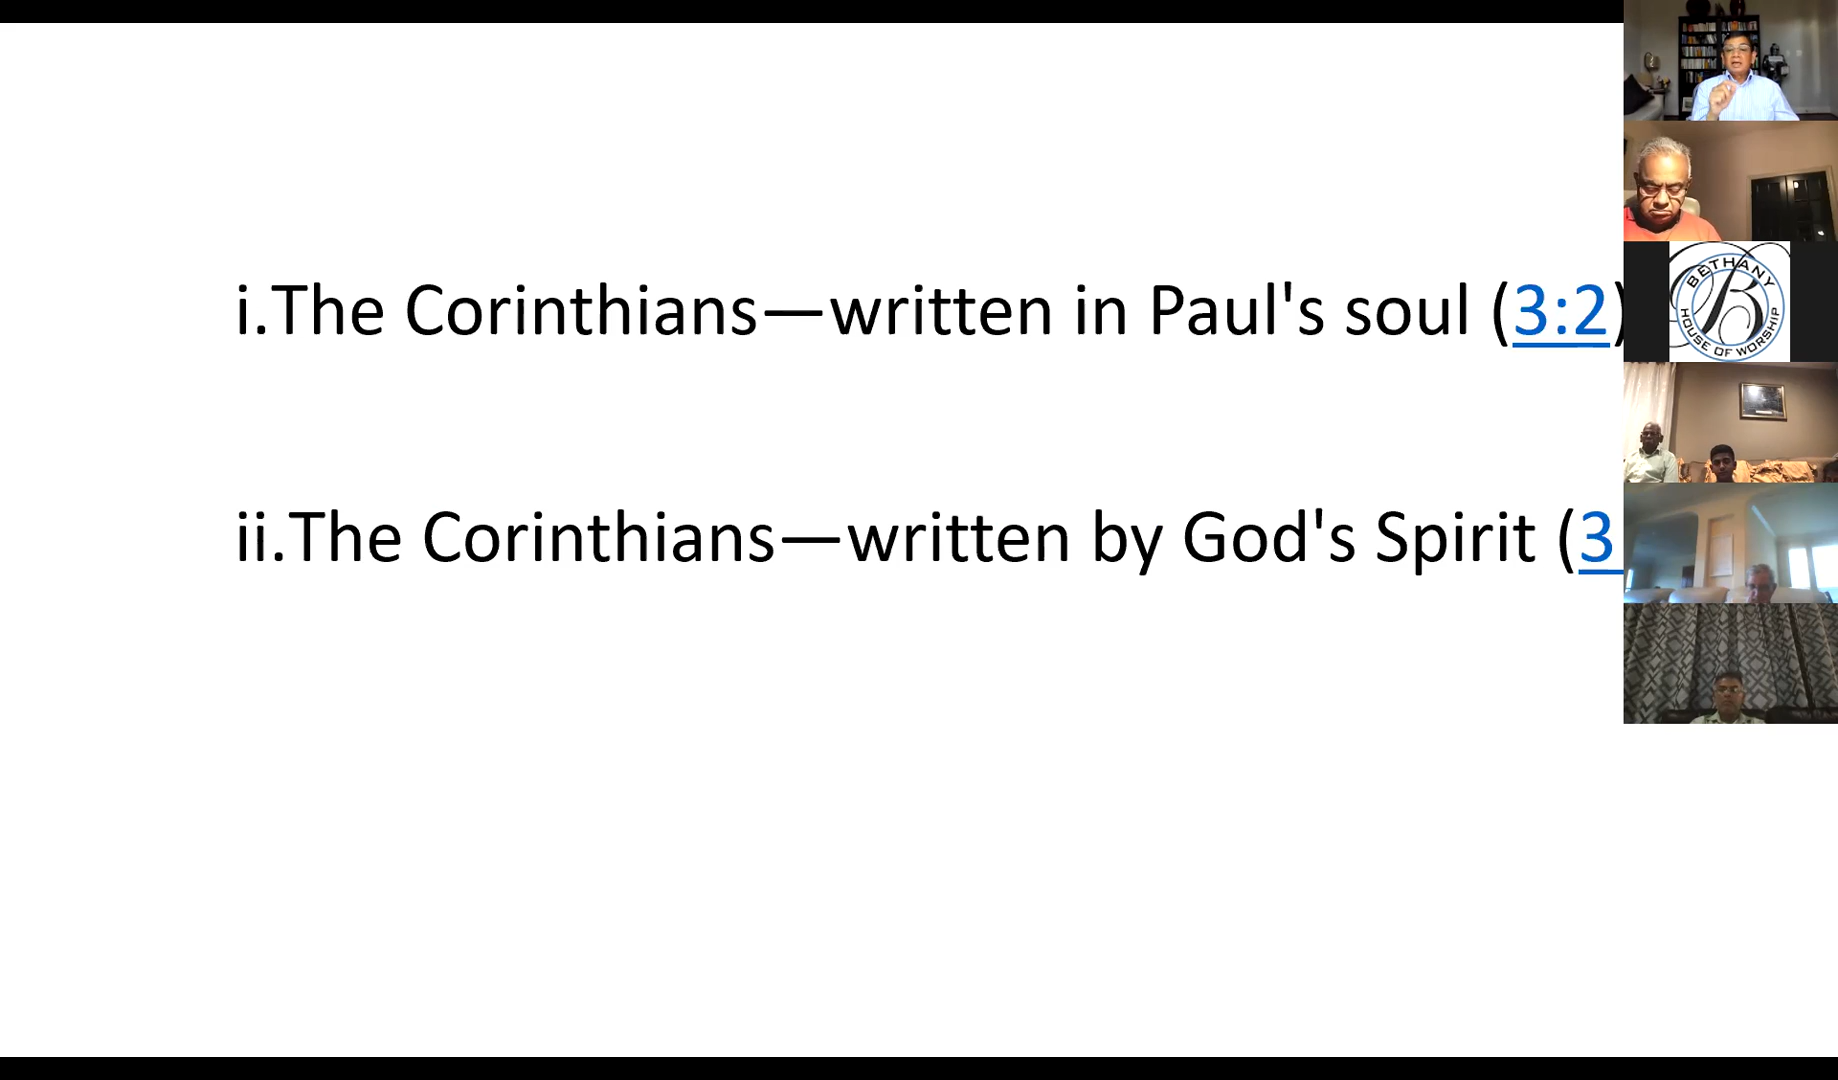 i.The Corinthians—written in Paul's soul (3:2)
ii.The Corinthians—written by God's Spirit (3
BETHANY
B
HOUSE OF WORSHIP